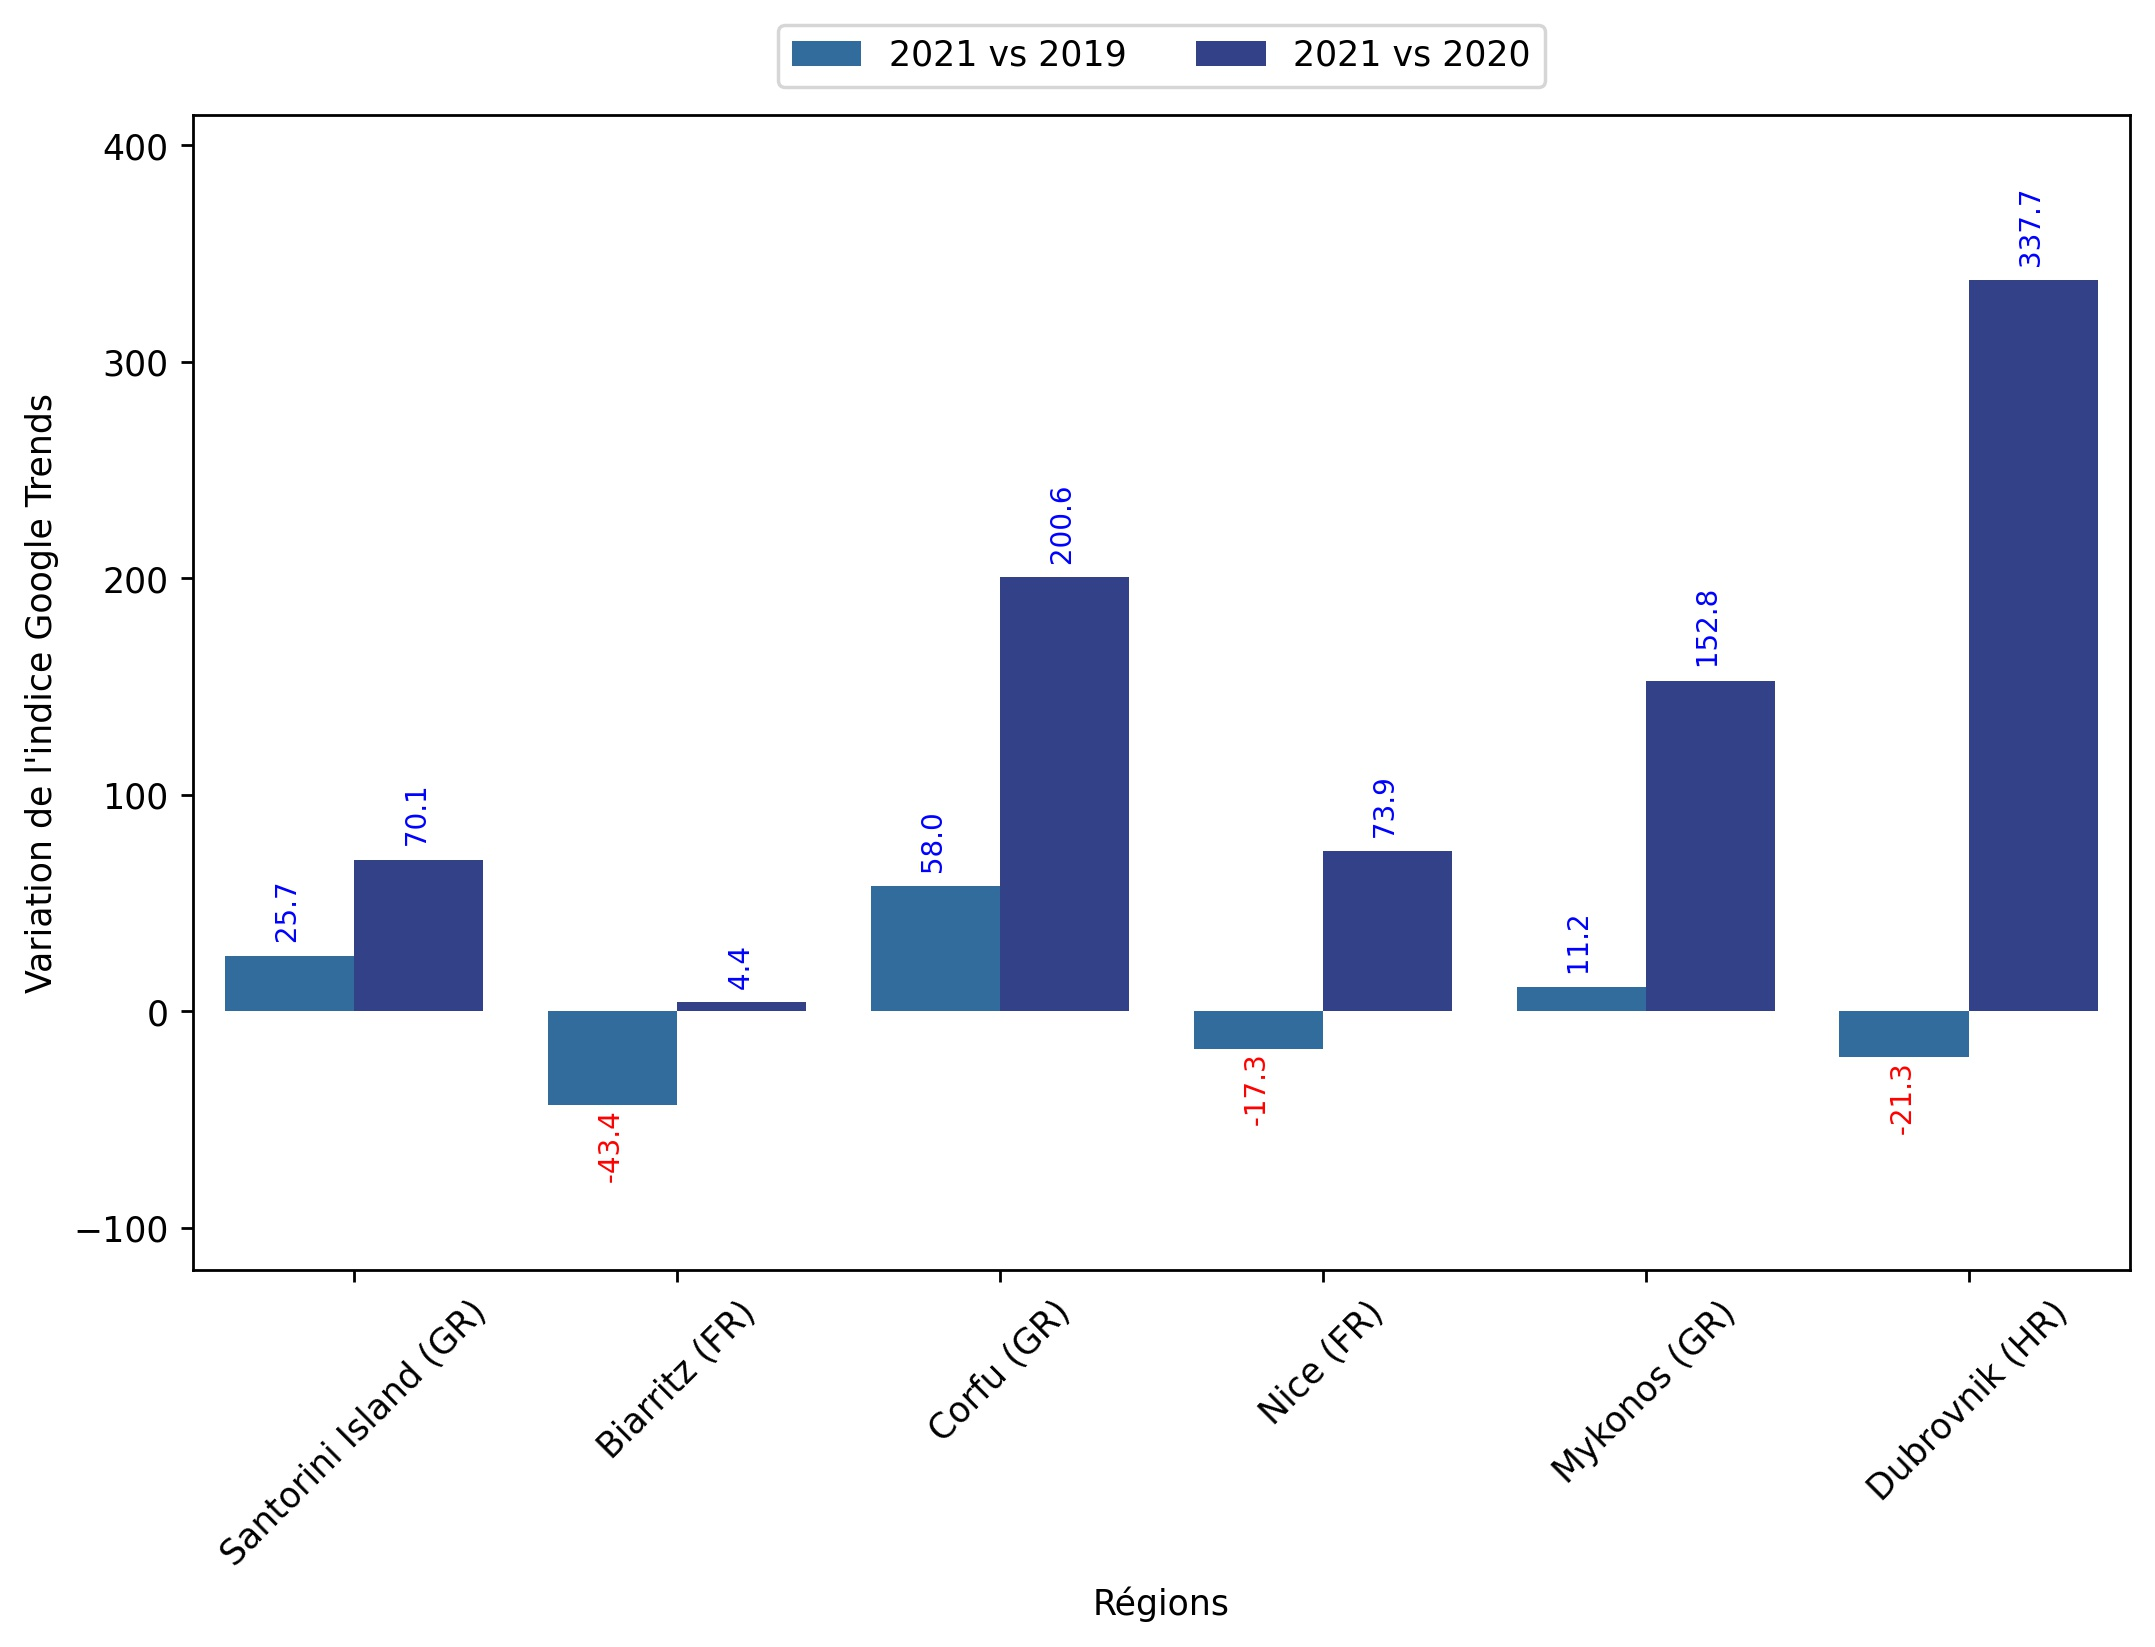 2021 vs 2019
2021 vs 2020
Variation de l'indice Google Trends
400
300
200
100
0
−100
25.7
70.1
-43.4
4.4
58.0
200.6
-17.3
73.9
11.2
152.8
-21.3
337.7
Santorini Island (GR)
Biarritz (FR)
Corfu (GR)
Nice (FR)
Mykonos (GR)
Dubrovnik (HR)
Régions